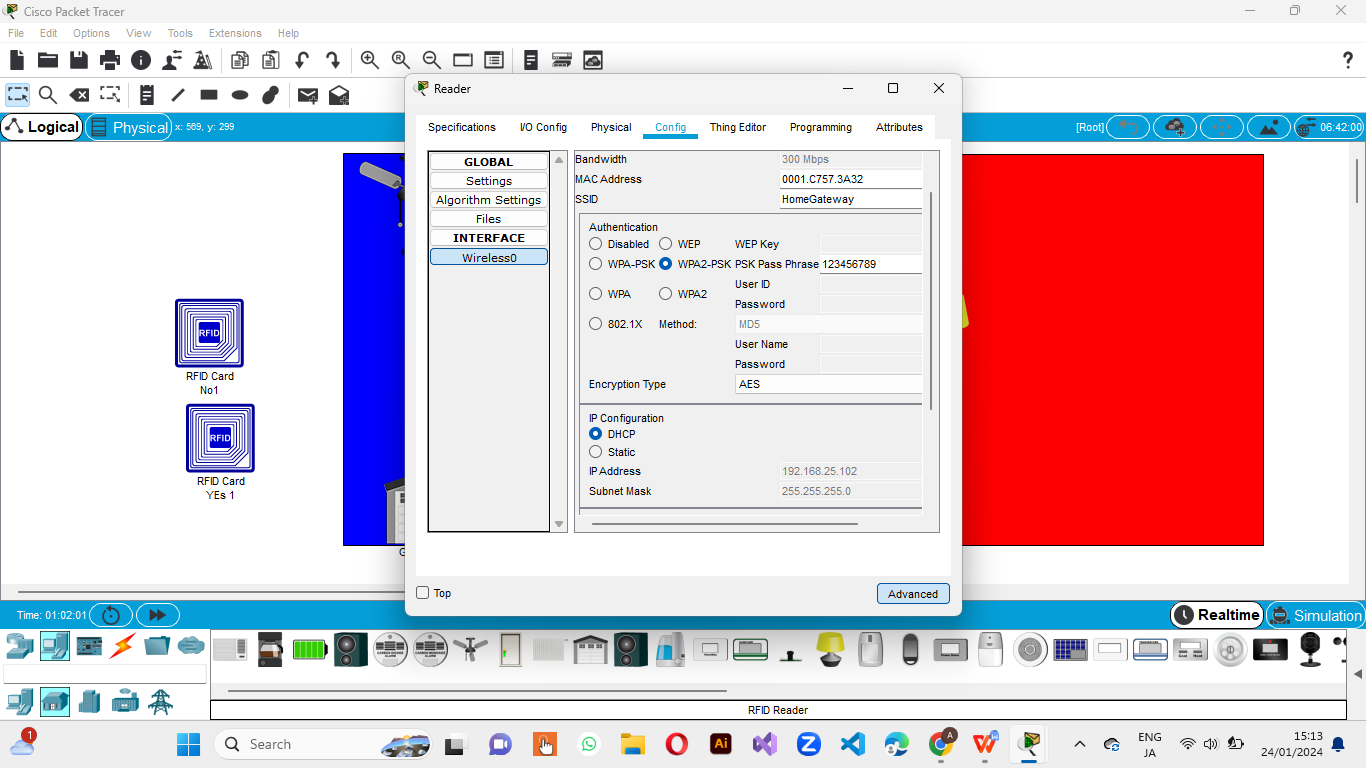 Cisco Packet Tracer
File Edit Options View Tools Extensions Help
Logical Physical x: 569, y: 299 [Root] 06:42:00
Reader
Specifications I/O Config Physical Config Thing Editor Programming Attributes
GLOBAL
Settings
Algorithm Settings
Files
INTERFACE
Wireless0
Bandwidth 300 Mbps
MAC Address 0001.C757.3A32
SSID HomeGateway
Authentication
Disabled WEP WEP Key
WPA-PSK WPA2-PSK PSK Pass Phrase 123456789
User ID
WPA WPA2
Password
802.1X Method: MD5
User Name
Password
Encryption Type AES
IP Configuration
DHCP
Static
IP Address 192.168.25.102
Subnet Mask 255.255.255.0
Top Advanced
RFID
RFID Card
No1
RFID
RFID Card
YEs 1
G
Time: 01:02:01 Realtime Simulation
RFID Reader
1
Search
Ai
A
W
ENG
JA
15:13
24/01/2024